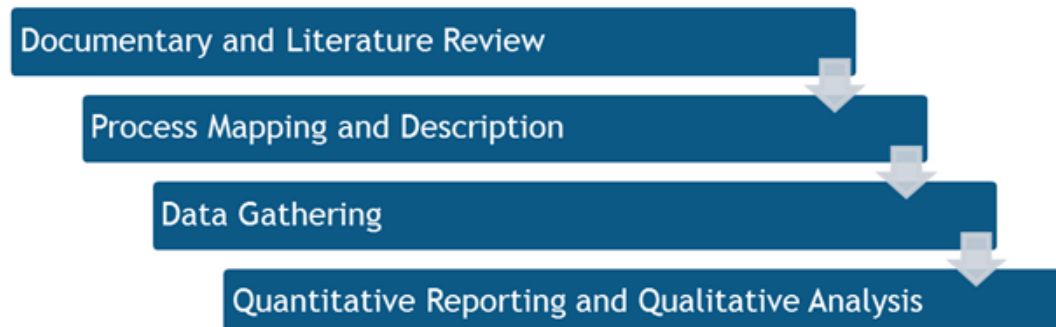 Documentary and Literature Review
Process Mapping and Description
Data Gathering
Quantitative Reporting and Qualitative Analysis